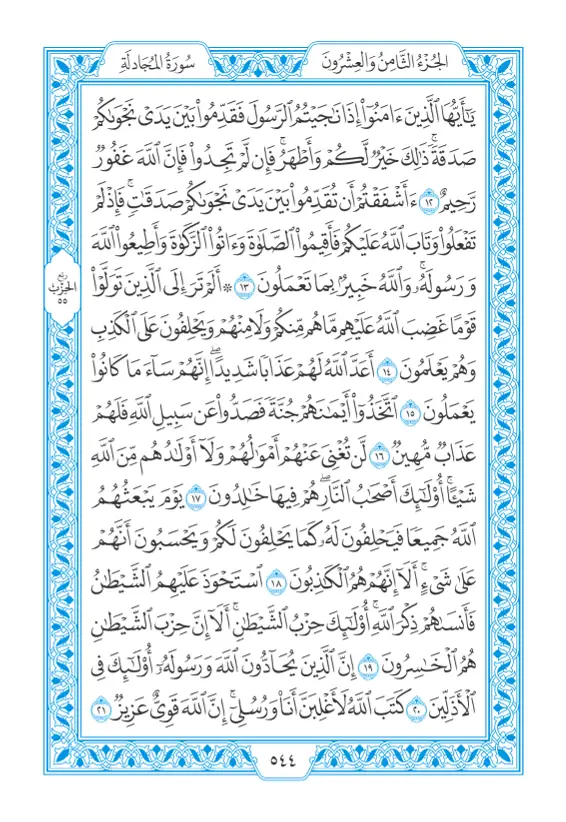 الجُزْءُ الثَّامِنُ وَالعِشْرُونَ
سُورَةُ المُجَادلَةِ
يَٰٓأَيُّهَا ٱلَّذِينَ ءَامَنُوٓاْ إِذَا نَٰجَيْتُمُ ٱلرَّسُولَ فَقَدِّمُواْ بَيْنَ يَدَىْ نَجْوَىٰكُمْ
صَدَقَةً ۚ ذَٰلِكَ خَيْرٌ لَّكُمْ وَأَطْهَرُ ۚ فَإِن لَّمْ تَجِدُواْ فَإِنَّ ٱللَّهَ غَفُورٌ
رَّحِيمٌ ١٢ ءَأَشْفَقْتُمْ أَن تُقَدِّمُواْ بَيْنَ يَدَىْ نَجْوَىٰكُمْ صَدَقَٰتٍ ۚ فَإِذْ لَمْ
تَفْعَلُواْ وَتَابَ ٱللَّهُ عَلَيْكُمْ فَأَقِيمُواْ ٱلصَّلَوٰةَ وَءَاتُواْ ٱلزَّكَوٰةَ وَأَطِيعُواْ ٱللَّهَ
وَرَسُولَهُۥ ۚ وَٱللَّهُ خَبِيرٌۢ بِمَا تَعْمَلُونَ ١٣ ۞ أَلَمْ تَرَ إِلَى ٱلَّذِينَ تَوَلَّوْاْ
قَوْمًا غَضِبَ ٱللَّهُ عَلَيْهِم مَّا هُم مِّنكُمْ وَلَا مِنْهُمْ وَيَحْلِفُونَ عَلَى ٱلْكَذِبِ
وَهُمْ يَعْلَمُونَ ١٤ أَعَدَّ ٱللَّهُ لَهُمْ عَذَابًا شَدِيدًا ۖ إِنَّهُمْ سَآءَ مَا كَانُواْ
يَعْمَلُونَ ١٥ ٱتَّخَذُوٓاْ أَيْمَٰنَهُمْ جُنَّةً فَصَدُّواْ عَن سَبِيلِ ٱللَّهِ فَلَهُمْ
عَذَابٌ مُّهِينٌ ١٦ لَّن تُغْنِىَ عَنْهُمْ أَمْوَٰلُهُمْ وَلَآ أَوْلَٰدُهُم مِّنَ ٱللَّهِ
شَيْـًٔا ۚ أُوْلَٰٓئِكَ أَصْحَٰبُ ٱلنَّارِ ۖ هُمْ فِيهَا خَٰلِدُونَ ١٧ يَوْمَ يَبْعَثُهُمُ
ٱللَّهُ جَمِيعًا فَيَحْلِفُونَ لَهُۥ كَمَا يَحْلِفُونَ لَكُمْ وَيَحْسَبُونَ أَنَّهُمْ
عَلَىٰ شَىْءٍ ۚ أَلَآ إِنَّهُمْ هُمُ ٱلْكَٰذِبُونَ ١٨ ٱسْتَحْوَذَ عَلَيْهِمُ ٱلشَّيْطَٰنُ
فَأَنسَىٰهُمْ ذِكْرَ ٱللَّهِ ۚ أُوْلَٰٓئِكَ حِزْبُ ٱلشَّيْطَٰنِ ۚ أَلَآ إِنَّ حِزْبَ ٱلشَّيْطَٰنِ
هُمُ ٱلْخَٰسِرُونَ ١٩ إِنَّ ٱلَّذِينَ يُحَآدُّونَ ٱللَّهَ وَرَسُولَهُۥٓ أُوْلَٰٓئِكَ فِى
ٱلْأَذَلِّينَ ٢٠ كَتَبَ ٱللَّهُ لَأَغْلِبَنَّ أَنَا۠ وَرُسُلِىٓ ۚ إِنَّ ٱللَّهَ قَوِىٌّ عَزِيزٌ ٢١
ربع
الحزب
٥٥
٥٤٤